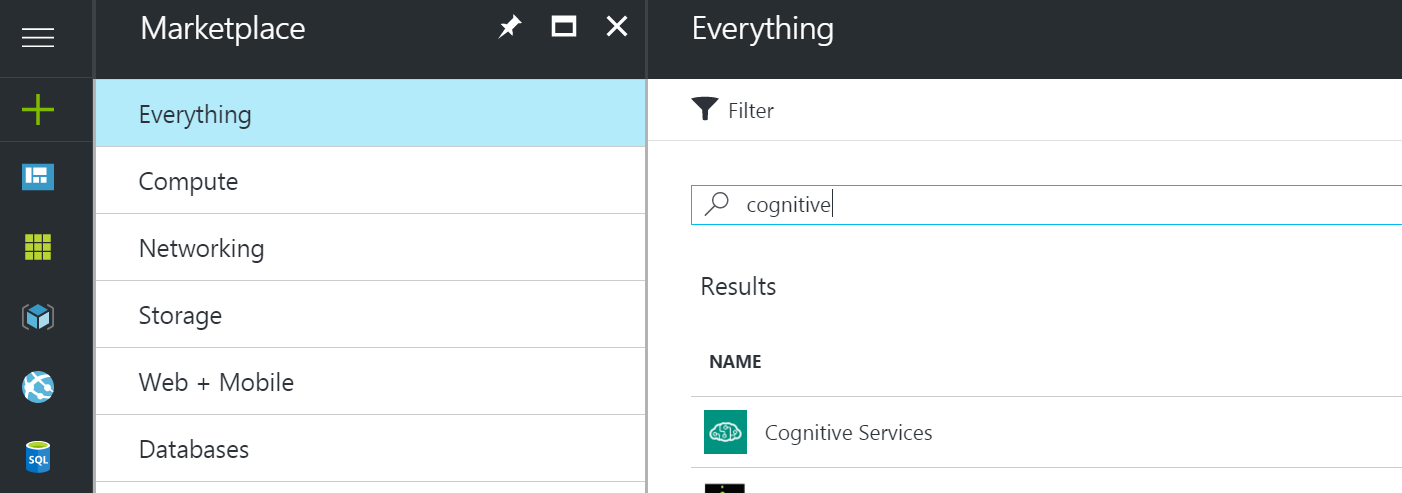 Marketplace
Everything
Compute
Networking
Storage
Web + Mobile
Databases
SQL
Everything
Filter
cognitive
Results
NAME
Cognitive Services